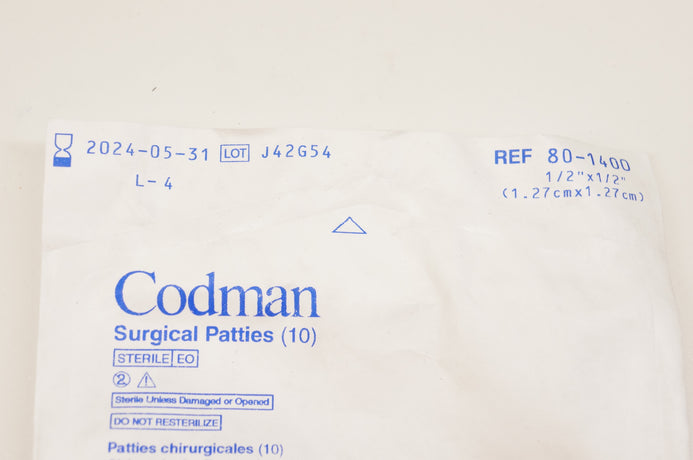 2024-05-31 LOT J42G54
L-4
REF 80-1400
1/2"x1/2"
(1.27cmx1.27cm)
Codman
Surgical Patties (10)
STERILE EO
2
Sterile Unless Damaged or Opened
DO NOT RESTERILIZE
Patties chirurgicales (10)